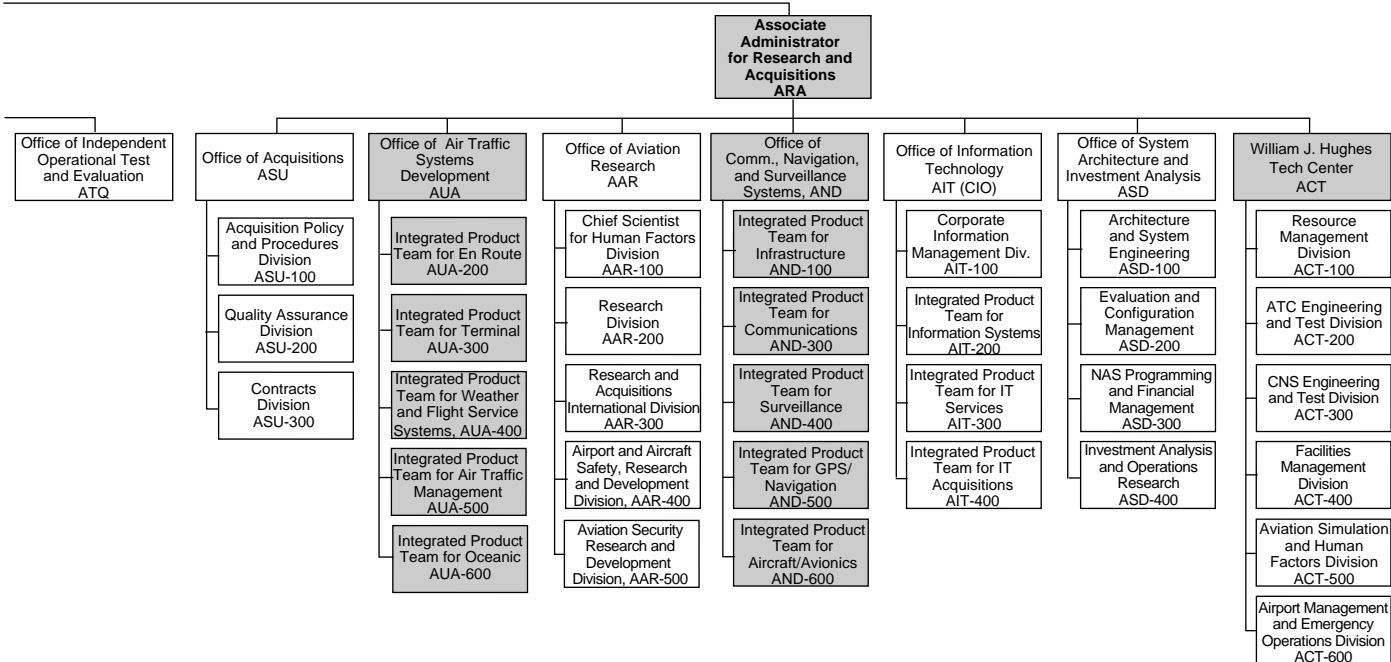 Associate
Administrator
for Research and
Acquisitions
ARA
Office of Independent
Operational Test
and Evaluation
ATQ
Office of Acquisitions
ASU
Office of Air Traffic
Systems
Development
AUA
Office of Aviation
Research
AAR
Office of
Comm., Navigation,
and Surveillance
Systems, AND
Office of Information
Technology
AIT (CIO)
Office of System
Architecture and
Investment Analysis
ASD
William J. Hughes
Tech Center
ACT
Acquisition Policy
and Procedures
Division
ASU-100
Quality Assurance
Division
ASU-200
Contracts
Division
ASU-300
Integrated Product
Team for En Route
AUA-200
Integrated Product
Team for Terminal
AUA-300
Integrated Product
Team for Weather
and Flight Service
Systems, AUA-400
Integrated Product
Team for Air Traffic
Management
AUA-500
Integrated Product
Team for Oceanic
AUA-600
Chief Scientist
for Human Factors
Division
AAR-100
Research
Division
AAR-200
Research and
Acquisitions
International Division
AAR-300
Airport and Aircraft
Safety, Research
and Development
Division, AAR-400
Aviation Security
Research and
Development
Division, AAR-500
Integrated Product
Team for
Infrastructure
AND-100
Integrated Product
Team for
Communications
AND-300
Integrated Product
Team for
Surveillance
AND-400
Integrated Product
Team for GPS/
Navigation
AND-500
Integrated Product
Team for
Aircraft/Avionics
AND-600
Corporate
Information
Management Div.
AIT-100
Integrated Product
Team for
Information Systems
AIT-200
Integrated Product
Team for IT
Services
AIT-300
Integrated Product
Team for IT
Acquisitions
AIT-400
Architecture
and System
Engineering
ASD-100
Evaluation and
Configuration
Management
ASD-200
NAS Programming
and Financial
Management
ASD-300
Investment Analysis
and Operations
Research
ASD-400
Resource
Management
Division
ACT-100
ATC Engineering
and Test Division
ACT-200
CNS Engineering
and Test Division
ACT-300
Facilities
Management
Division
ACT-400
Aviation Simulation
and Human
Factors Division
ACT-500
Airport Management
and Emergency
Operations Division
ACT-600